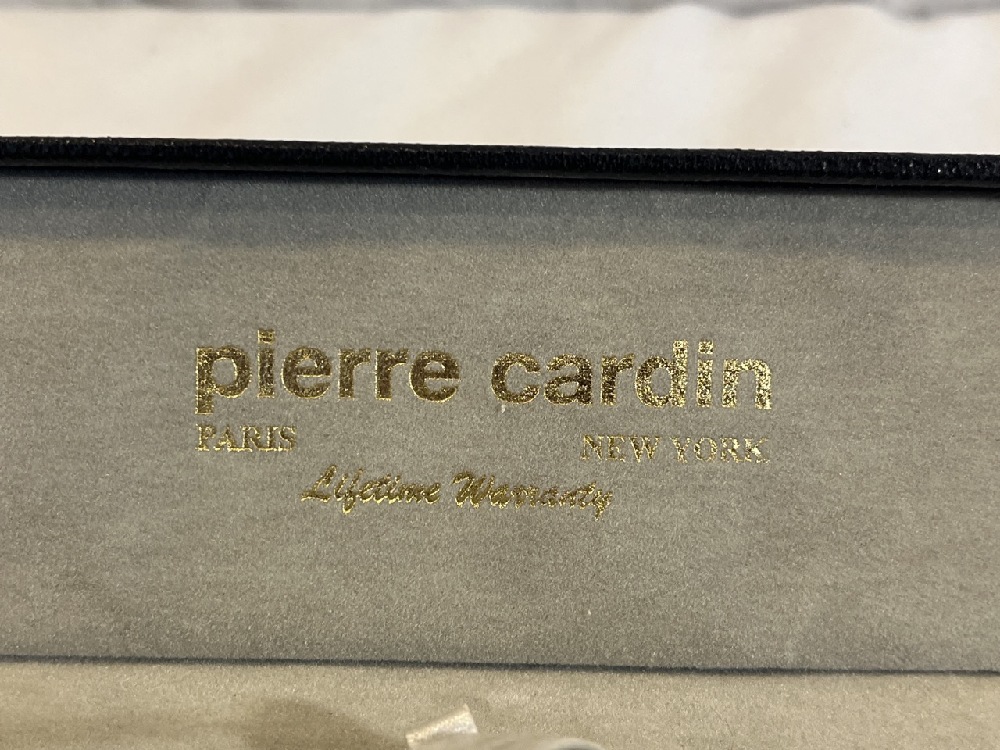 pierre cardin
PARIS NEW YORK
Lifetime Warranty